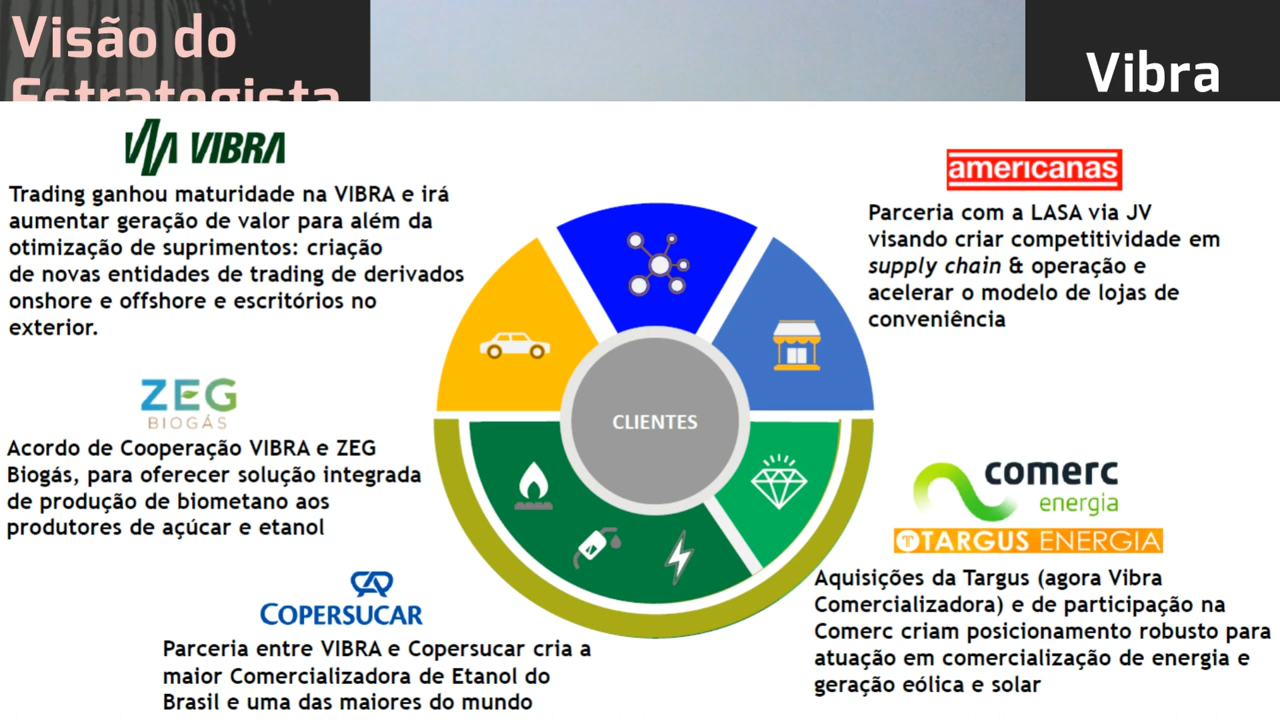 Visão do
Estrategista
Vibra
VIBRA
Trading ganhou maturidade na VIBRA e irá
aumentar geração de valor para além da
otimização de suprimentos: criação
de novas entidades de trading de derivados
onshore e offshore e escritórios no
exterior.
ZEG
BIOGÁS
Acordo de Cooperação VIBRA e ZEG
Biogás, para oferecer solução integrada
de produção de biometano aos
produtores de açúcar e etanol
COPERSUCAR
Parceria entre VIBRA e Copersucar cria a
maior Comercializadora de Etanol do
Brasil e uma das maiores do mundo
CLIENTES
americanas
Parceria com a LASA via JV
visando criar competitividade em
supply chain & operação e
acelerar o modelo de lojas de
conveniência
comerc
energia
TARGUS ENERGIA
Aquisições da Targus (agora Vibra
Comercializadora) e de participação na
Comerc criam posicionamento robusto para
atuação em comercialização de energia e
geração eólica e solar